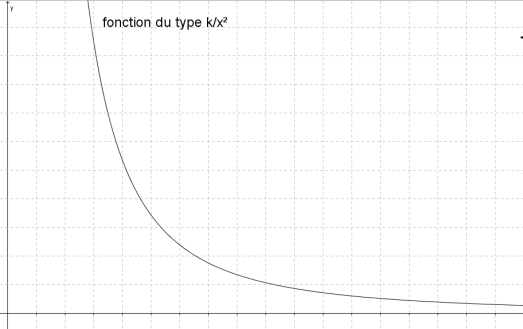 y
fonction du type k/x²